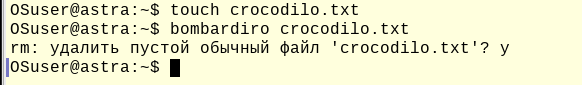 OSuser@astra:~$ touch crocodilo.txt
OSuser@astra:~$ bombardiro crocodilo.txt
rm: удалить пустой обычный файл 'crocodilo.txt'? y
OSuser@astra:~$